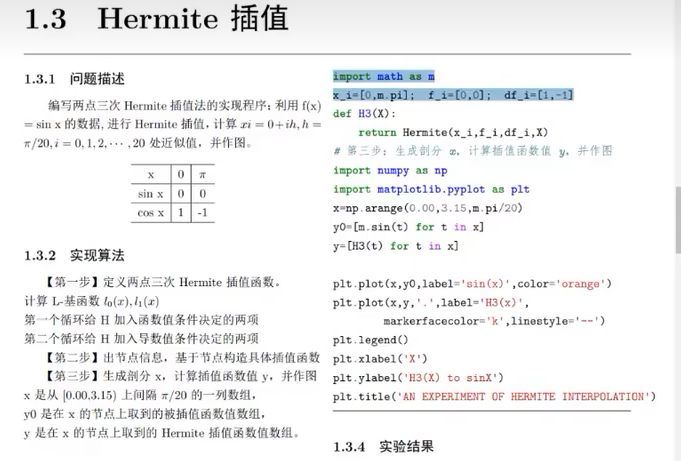 1.3 Hermite 插值
1.3.1 问题描述
编写两点三次 Hermite 插值法的实现程序：利用 f(x)
= sin x 的数据, 进行 Hermite 插值, 计算 xi = 0+ih, h =
π/20, i = 0, 1, 2, ⋯ , 20 处近似值，并作图。
x 0 π
sin x 0 0
cos x 1 -1
1.3.2 实现算法
【第一步】定义两点三次 Hermite 插值函数。
计算 L-基函数 l₀(x), l₁(x)
第一个循环给 H 加入函数值条件决定的两项
第二个循环给 H 加入导数值条件决定的两项
【第二步】出节点信息，基于节点构造具体插值函数
【第三步】生成剖分 x，计算插值函数值 y，并作图
x 是从 [0.00,3.15) 上间隔 π/20 的一列数组，
y0 是在 x 的节点上取到的被插值函数值数组，
y 是在 x 的节点上取到的 Hermite 插值函数值数组。
import math as m
x_i=[0,m.pi]; f_i=[0,0]; df_i=[1,-1]
def H3(X):
    return Hermite(x_i,f_i,df_i,X)
# 第三步：生成剖分 x，计算插值函数值 y，并作图
import numpy as np
import matplotlib.pyplot as plt
x=np.arange(0.00,3.15,m.pi/20)
y0=[m.sin(t) for t in x]
y=[H3(t) for t in x]
plt.plot(x,y0,label='sin(x)',color='orange')
plt.plot(x,y,'.',label='H3(x)',
        markerfacecolor='k',linestyle='--')
plt.legend()
plt.xlabel('X')
plt.ylabel('H3(X) to sinX')
plt.title('AN EXPERIMENT OF HERMITE INTERPOLATION')
1.3.4 实验结果